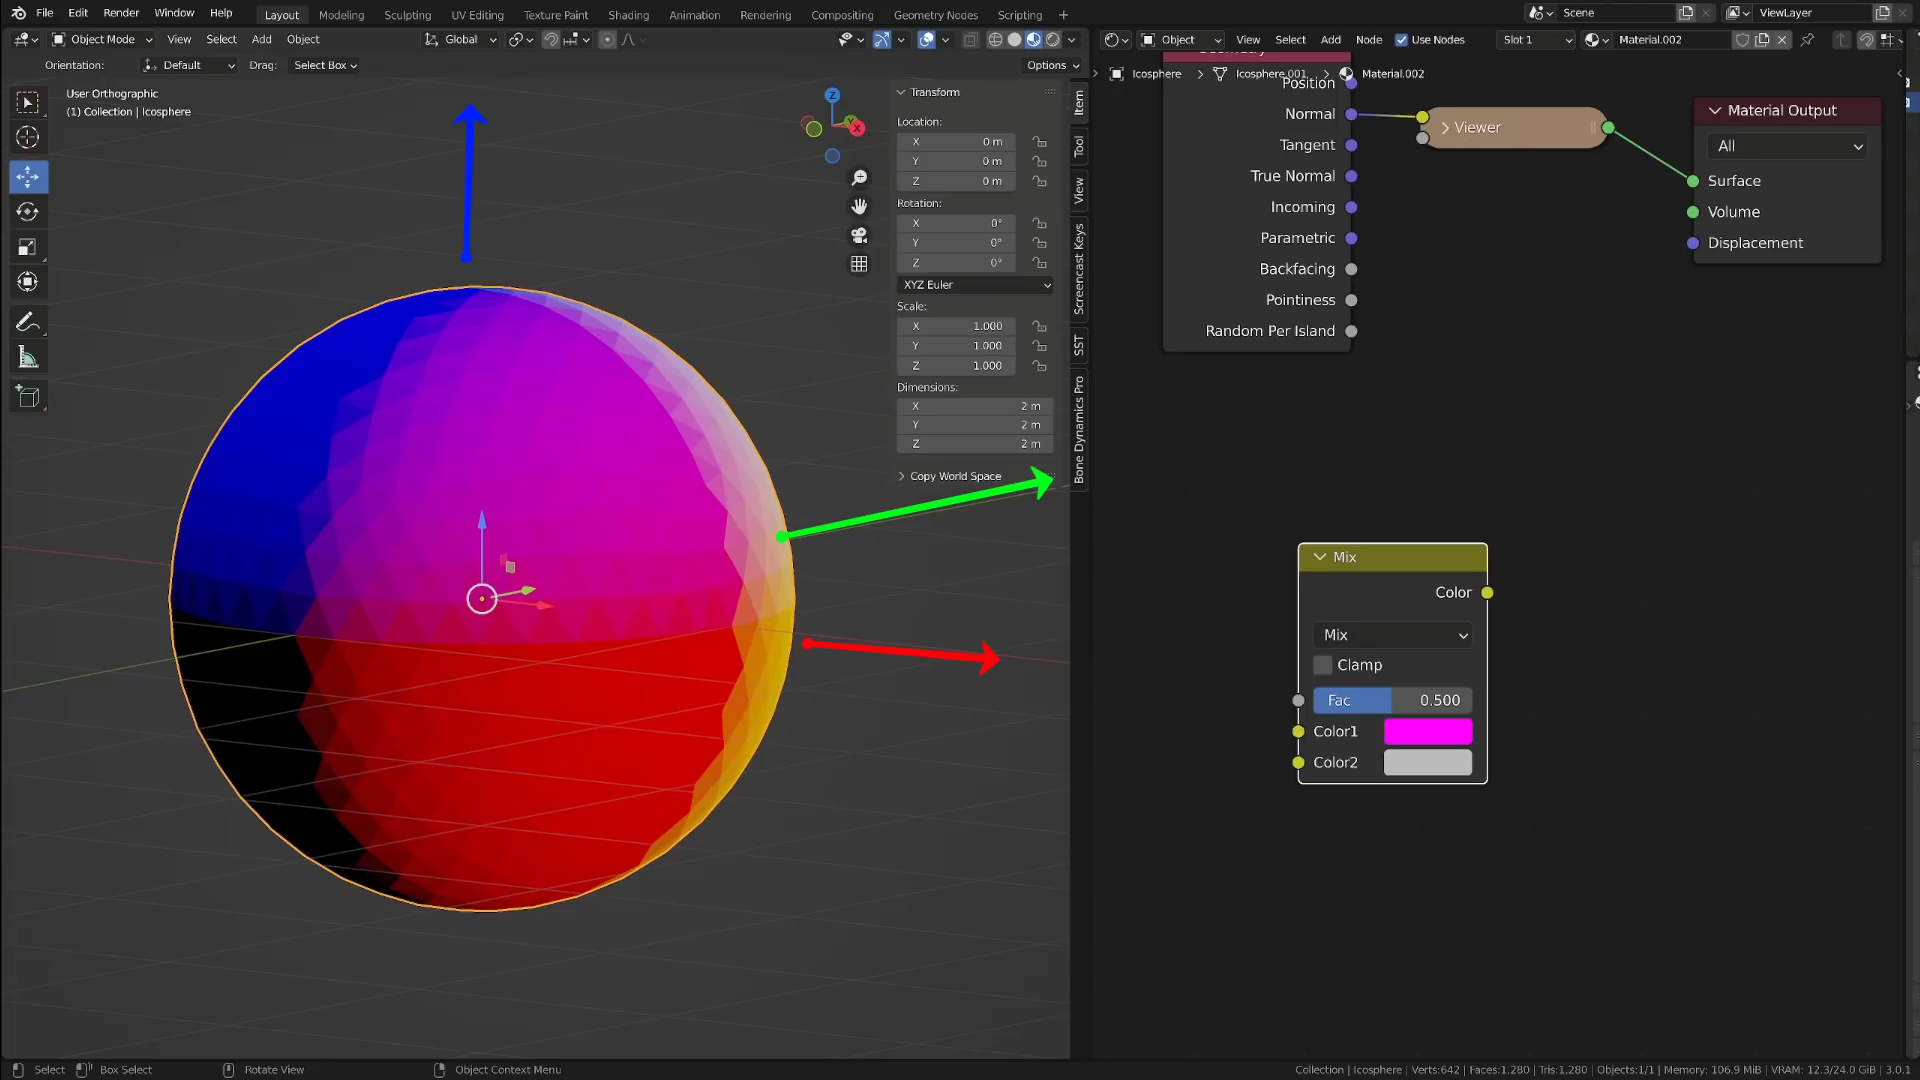 File Edit Render Window Help Layout Modeling Sculpting UV Editing Texture Paint Shading Animation Rendering Compositing Geometry Nodes Scripting + Scene ViewLayer
Object Mode View Select Add Object Global Object View Select Add Node Use Nodes Slot 1 Material.002
Orientation: Default Drag: Select Box Options
Icosphere > Icosphere.001 > Material.002
User Orthographic
(1) Collection | Icosphere
Z
Y
X
Transform
Location:
X 0 m
Y 0 m
Z 0 m
Rotation:
X 0°
Y 0°
Z 0°
XYZ Euler
Scale:
X 1.000
Y 1.000
Z 1.000
Dimensions:
X 2 m
Y 2 m
Z 2 m
Copy World Space
Item
Tool
View
Screencast Keys
SST
Bone Dynamics Pro
Position
Normal
Tangent
True Normal
Incoming
Parametric
Backfacing
Pointiness
Random Per Island
Viewer
Material Output
All
Surface
Volume
Displacement
Mix
Color
Mix
Clamp
Fac 0.500
Color1
Color2
Select Box Select Rotate View Object Context Menu Collection | Icosphere | Verts:642 | Faces:1,280 | Tris:1,280 | Objects:1/1 | Memory: 106.9 MiB | VRAM: 12.3/24.0 GiB | 3.0.1